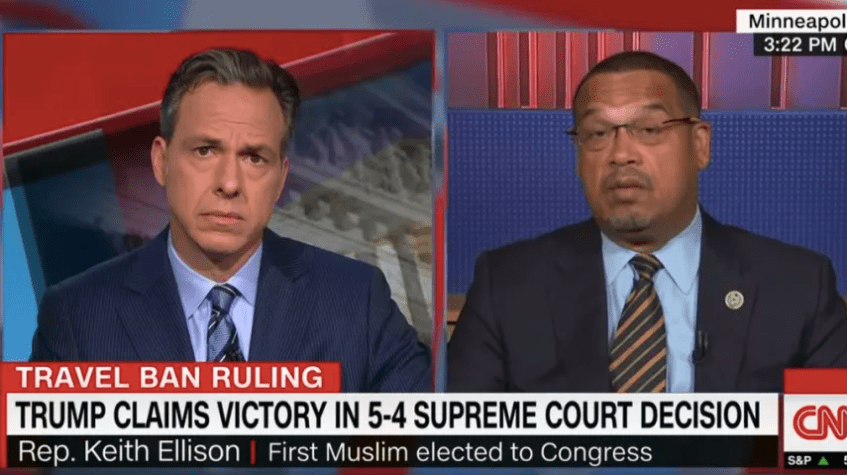 Minneapol
3:22 PM
TRAVEL BAN RULING
TRUMP CLAIMS VICTORY IN 5-4 SUPREME COURT DECISION
Rep. Keith Ellison | First Muslim elected to Congress
CN
S&P ▲